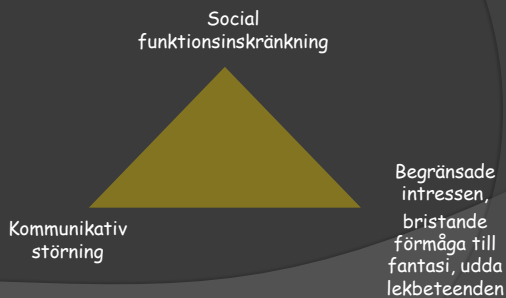 Social
funktionsinskränkning
Begränsade
intressen,
bristande
förmåga till
fantasi, udda
lekbeteenden
Kommunikativ
störning